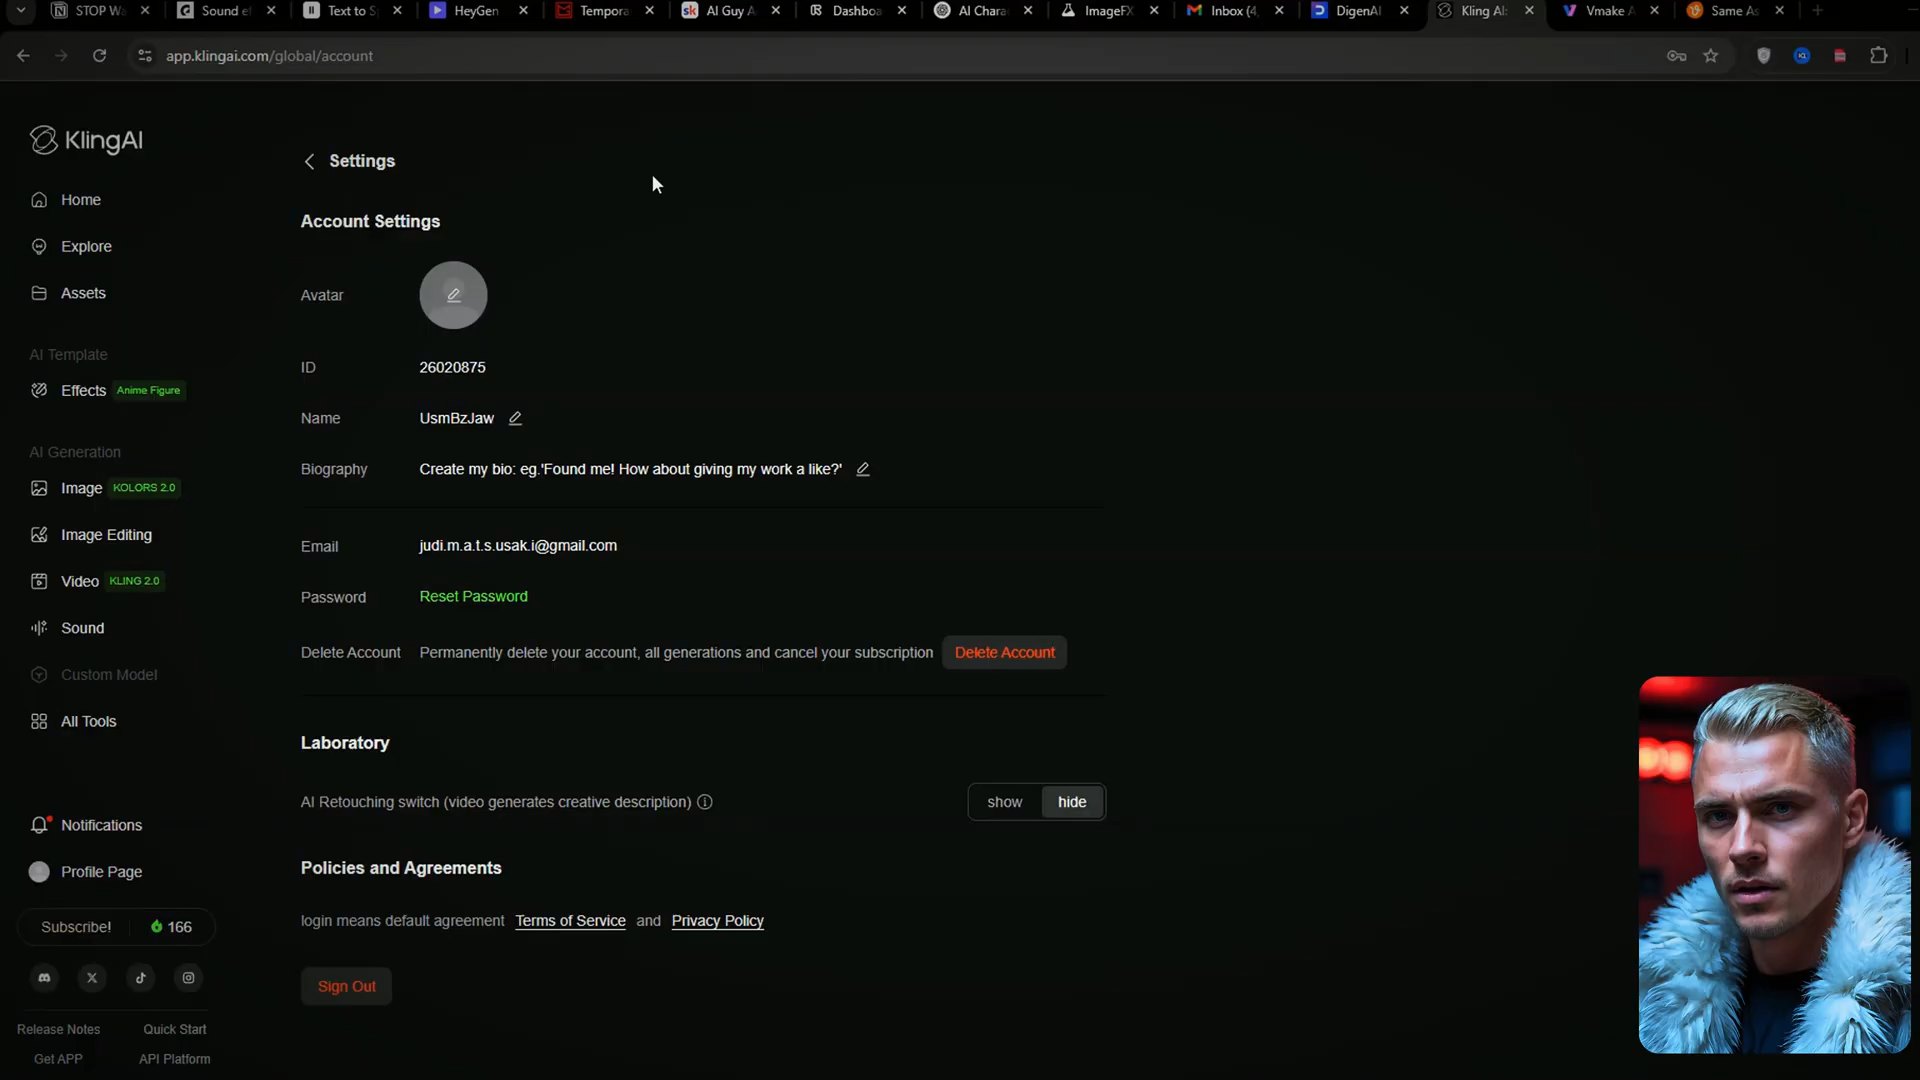 STOP Wa
Sound ef
Text to S
HeyGen
Tempora
AI Guy A
Dashboa
AI Chara
ImageFX
Inbox (4,
DigenAI
Kling AI:
Vmake A
Same As
app.klingai.com/global/account
KlingAI
Home
Explore
Assets
AI Template
Effects Anime Figure
AI Generation
Image KOLORS 2.0
Image Editing
Video KLING 2.0
Sound
Custom Model
All Tools
Notifications
Profile Page
Subscribe! 166
Release Notes Quick Start
Get APP API Platform
Settings
Account Settings
Avatar
ID 26020875
Name UsmBzJaw
Biography Create my bio: eg.'Found me! How about giving my work a like?'
Email judi.m.a.t.s.usak.i@gmail.com
Password Reset Password
Delete Account Permanently delete your account, all generations and cancel your subscription Delete Account
Laboratory
AI Retouching switch (video generates creative description) show hide
Policies and Agreements
login means default agreement Terms of Service and Privacy Policy
Sign Out